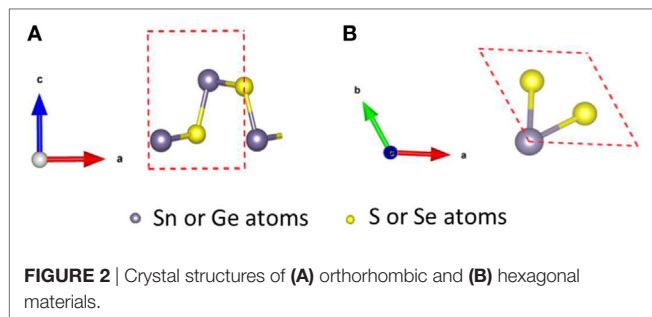 A
B
c
a
b
a
Sn or Ge atoms
S or Se atoms
FIGURE 2 | Crystal structures of (A) orthorhombic and (B) hexagonal
materials.